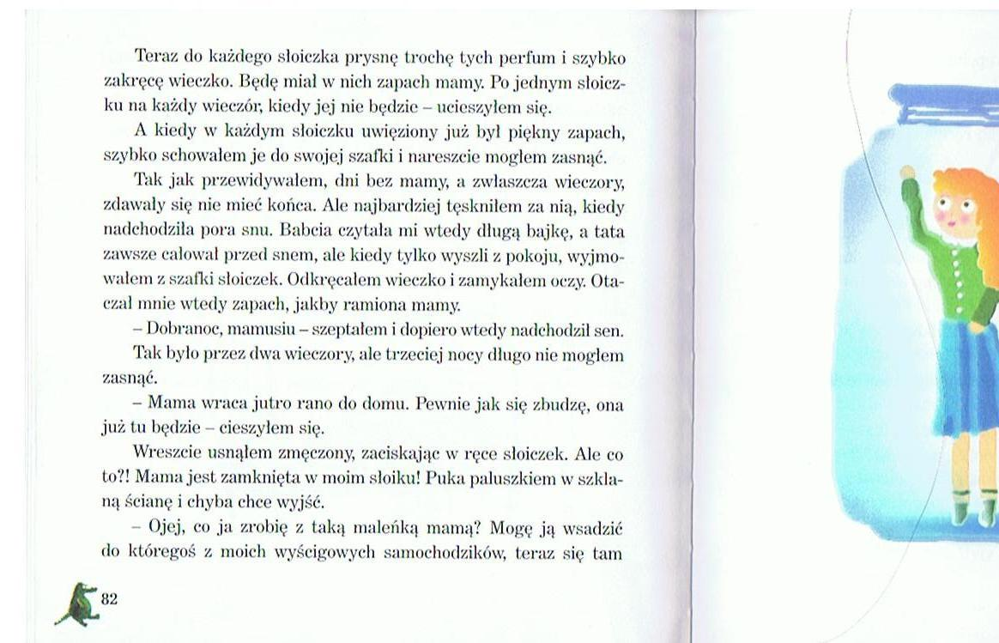 Teraz do każdego słoiczka prysnę trochę tych perfum i szybko
zakręcę wieczko. Będę miał w nich zapach mamy. Po jednym słoicz-
ku na każdy wieczór, kiedy jej nie będzie – ucieszyłem się.
A kiedy w każdym słoiczku uwięziony już był piękny zapach,
szybko schowałem je do swojej szafki i nareszcie mogłem zasnąć.
Tak jak przewidywałem, dni bez mamy, a zwłaszcza wieczory,
zdawały się nie mieć końca. Ale najbardziej tęskniłem za nią, kiedy
nadchodziła pora snu. Babcia czytała mi wtedy długą bajkę, a tata
zawsze całował przed snem, ale kiedy tylko wyszli z pokoju, wyjmo-
wałem z szafki słoiczek. Odkręcałem wieczko i zamykałem oczy. Ota-
czał mnie wtedy zapach, jakby ramiona mamy.
– Dobranoc, mamusiu – szeptałem i dopiero wtedy nadchodził sen.
Tak było przez dwa wieczory, ale trzeciej nocy długo nie mogłem
zasnąć.
– Mama wraca jutro rano do domu. Pewnie jak się zbudzę, ona
już tu będzie – cieszyłem się.
Wreszcie usnąłem zmęczony, zaciskając w ręce słoiczek. Ale co
to?! Mama jest zamknięta w moim słoiku! Puka paluszkiem w szkla-
ną ścianę i chyba chce wyjść.
– Ojej, co ja zrobię z taką maleńką mamą? Mogę ją wsadzić
do któregoś z moich wyścigowych samochodzików, teraz się tam
82